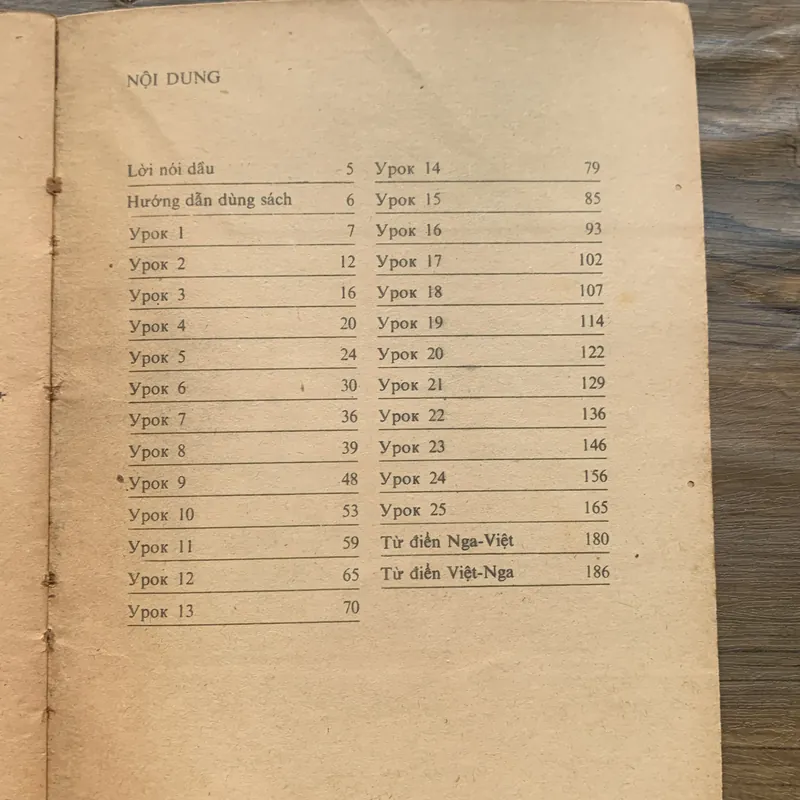 NỘI DUNG
Lời nói dầu 5
Hướng dẫn dùng sách 6
Урок 1 7
Урок 2 12
Урок 3 16
Урок 4 20
Урок 5 24
Урок 6 30
Урок 7 36
Урок 8 39
Урок 9 48
Урок 10 53
Урок 11 59
Урок 12 65
Урок 13 70
Урок 14 79
Урок 15 85
Урок 16 93
Урок 17 102
Урок 18 107
Урок 19 114
Урок 20 122
Урок 21 129
Урок 22 136
Урок 23 146
Урок 24 156
Урок 25 165
Từ điển Nga-Việt 180
Từ điển Việt-Nga 186